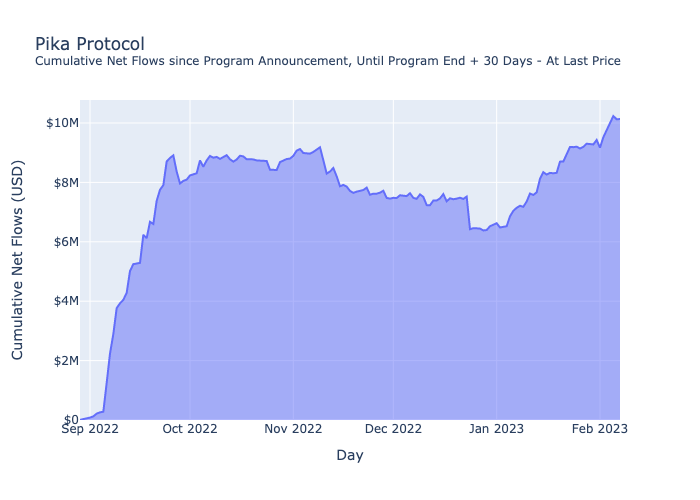 Pika Protocol
Cumulative Net Flows since Program Announcement, Until Program End + 30 Days - At Last Price
Cumulative Net Flows (USD)
$10M
$8M
$6M
$4M
$2M
$0
Sep 2022 Oct 2022 Nov 2022 Dec 2022 Jan 2023 Feb 2023
Day